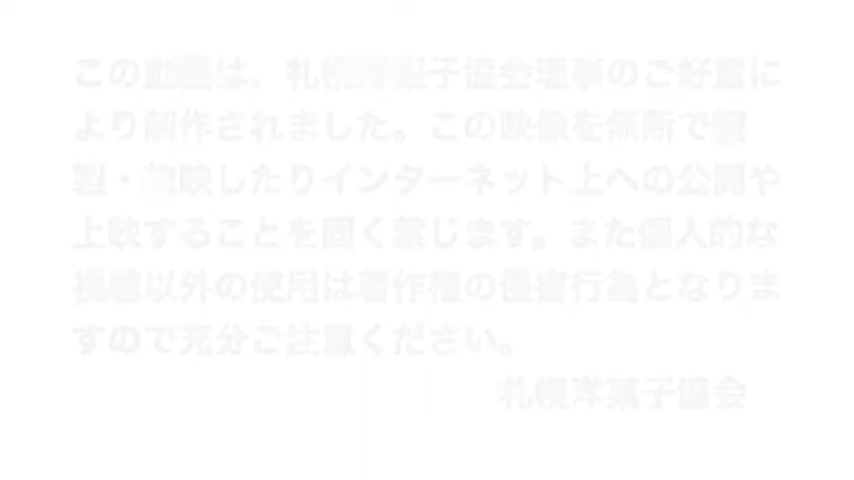 この動画は、札幌洋菓子協会理事のご好意に
より制作されました。この映像を無断で複
製・放映したりインターネット上への公開や
上映することを固く禁じます。また個人的な
視聴以外の使用は著作権の侵害行為となりま
すので充分ご注意ください。
札幌洋菓子協会